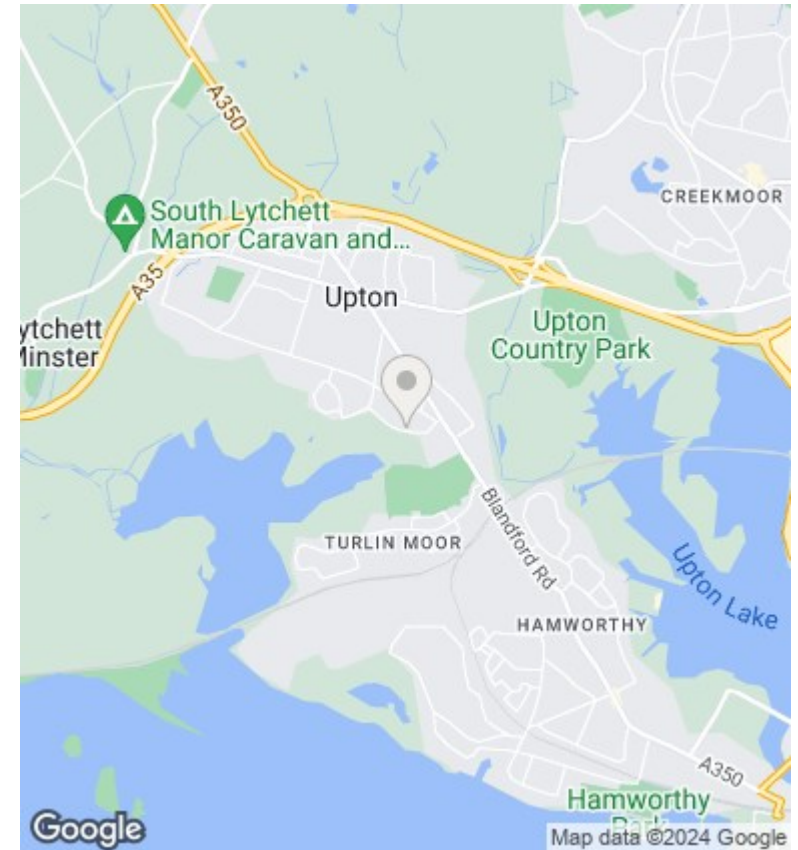 A350
CREEKMOOR
South Lytchett
Manor Caravan and...
A35
Upton
ytchett
Minster
Upton
Country Park
Blandford Rd
TURLIN MOOR
Upton Lake
HAMWORTHY
A350
Hamworthy
Park
Google
Map data ©2024 Google